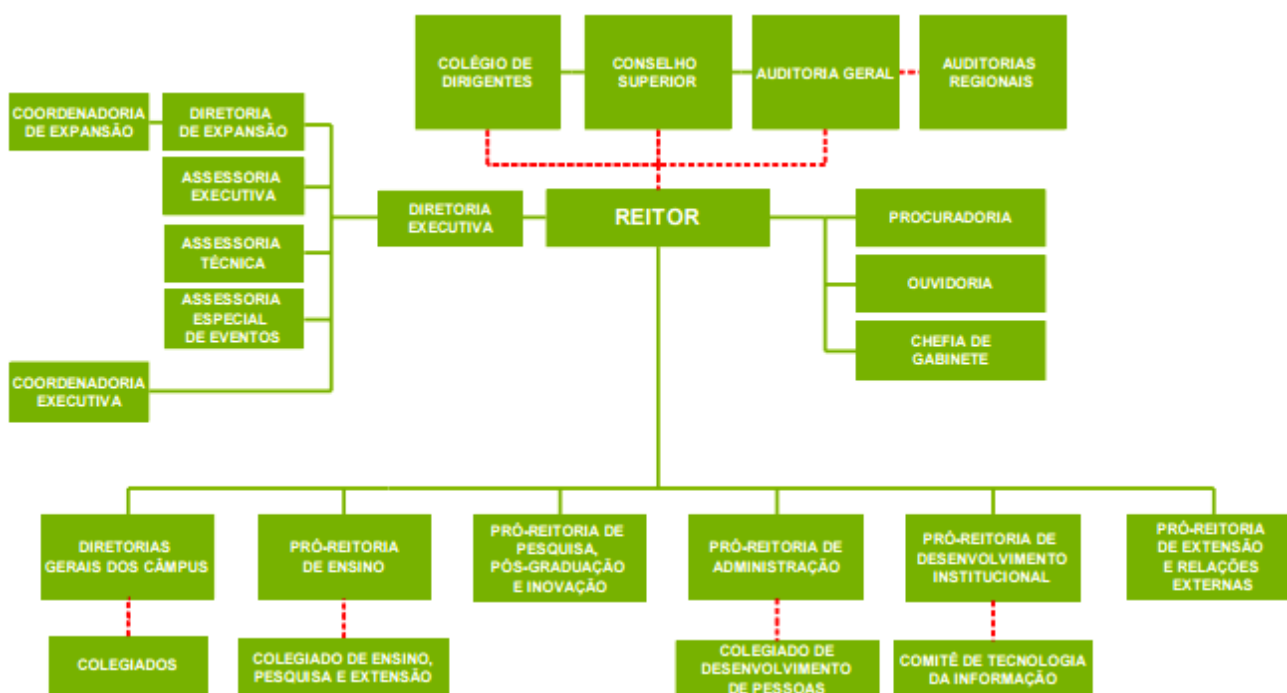 COLÉGIO DE
DIRIGENTES
CONSELHO
SUPERIOR
AUDITORIA GERAL
AUDITORIAS
REGIONAIS
COORDENADORIA
DE EXPANSÃO
DIRETORIA
DE EXPANSÃO
ASSESSORIA
EXECUTIVA
DIRETORIA
EXECUTIVA
REITOR
PROCURADORIA
ASSESSORIA
TÉCNICA
OUVIDORIA
ASSESSORIA
ESPECIAL
DE EVENTOS
CHEFIA DE
GABINETE
COORDENADORIA
EXECUTIVA
DIRETORIAS
GERAIS DOS CÂMPUS
PRÓ-REITORIA
DE ENSINO
PRÓ-REITORIA DE
PESQUISA,
PÓS-GRADUAÇÃO
E INOVAÇÃO
PRÓ-REITORIA DE
ADMINISTRAÇÃO
PRÓ-REITORIA DE
DESENVOLVIMENTO
INSTITUCIONAL
PRÓ-REITORIA
DE EXTENSÃO
E RELAÇÕES
EXTERNAS
COLEGIADOS
COLEGIADO DE ENSINO,
PESQUISA E EXTENSÃO
COLEGIADO DE
DESENVOLVIMENTO
DE PESSOAS
COMITÊ DE TECNOLOGIA
DA INFORMAÇÃO